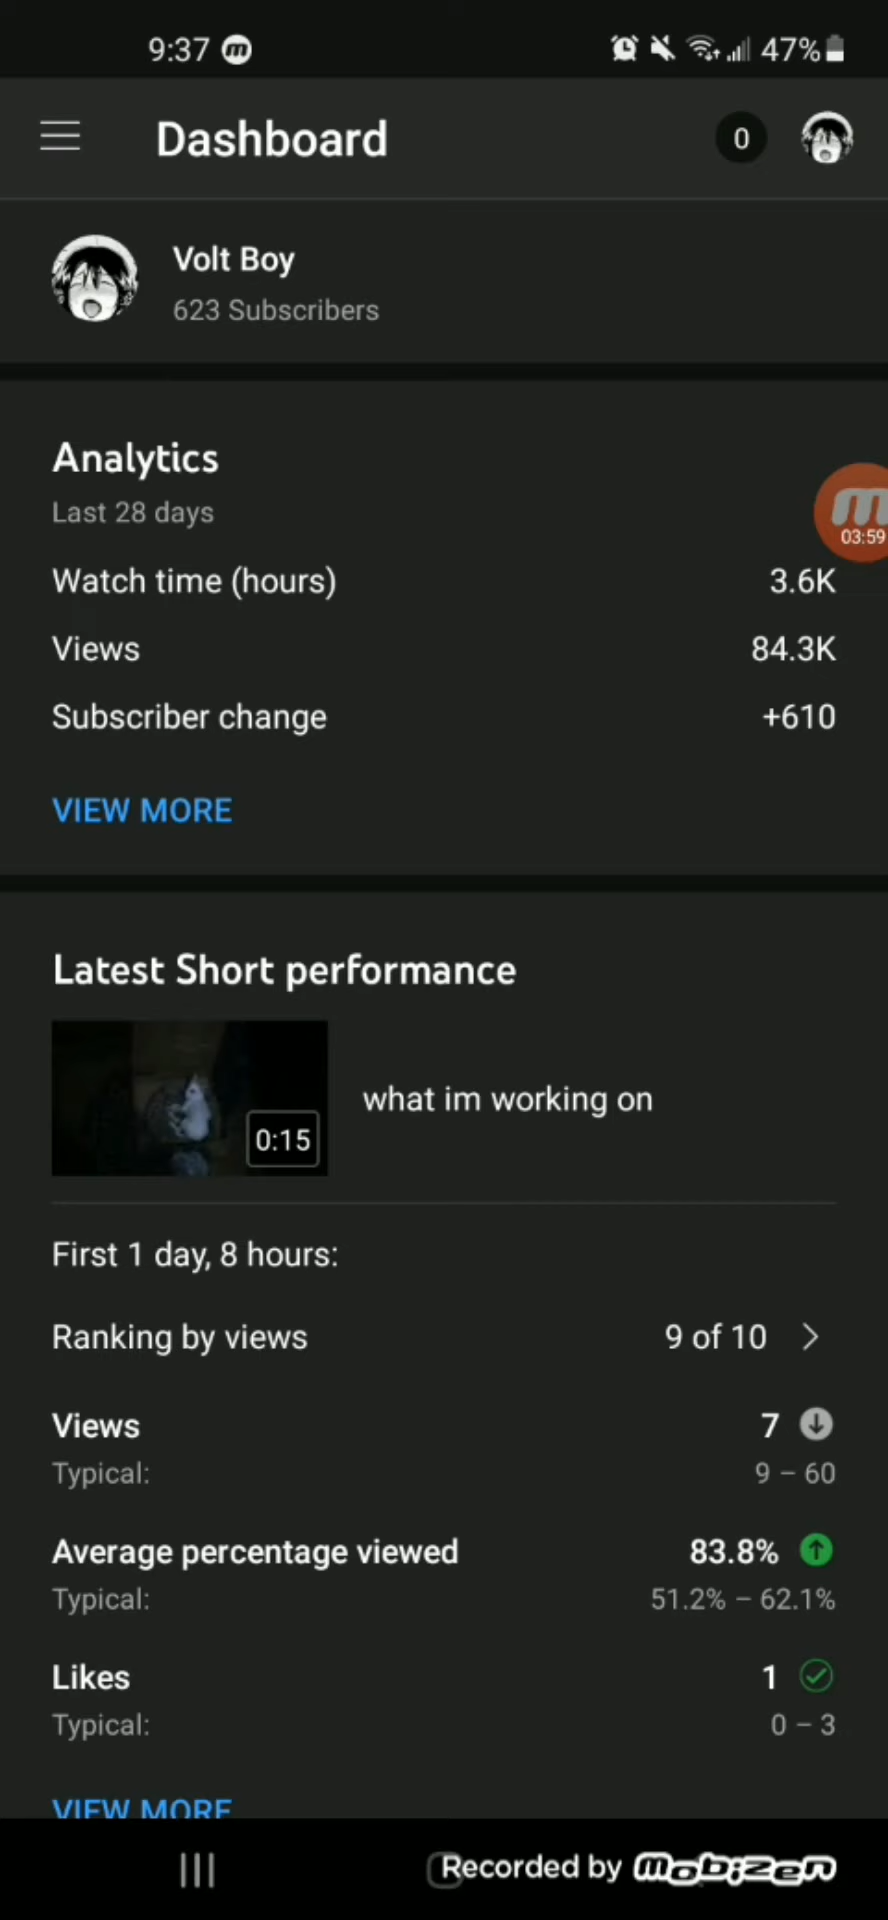 9:37 m 47%
Dashboard 0
Volt Boy
623 Subscribers
Analytics
Last 28 days
m
03:59
Watch time (hours) 3.6K
Views 84.3K
Subscriber change +610
VIEW MORE
Latest Short performance
what im working on
0:15
First 1 day, 8 hours:
Ranking by views 9 of 10
Views 7
Typical: 9 – 60
Average percentage viewed 83.8%
Typical: 51.2% – 62.1%
Likes 1
Typical: 0 – 3
VIEW MORE
Recorded by mobizen